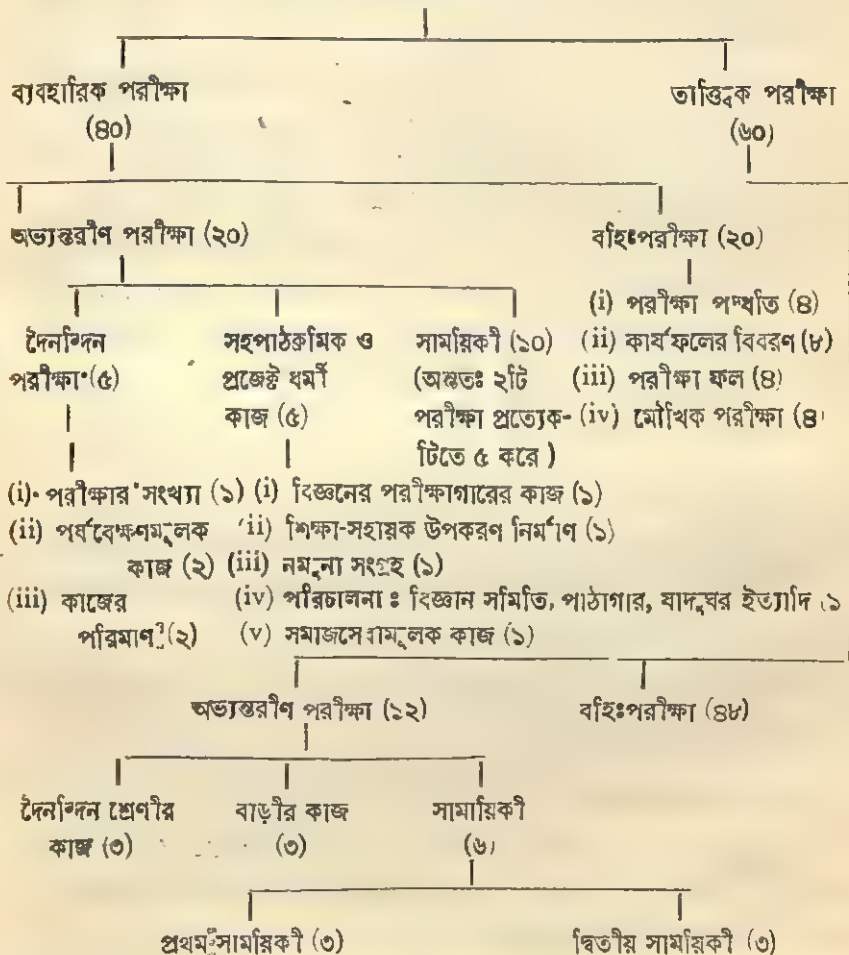 ব্যবহারিক পরীক্ষা তাত্ত্বিক পরীক্ষা
(৪০) (৬০)
অভ্যন্তরীণ পরীক্ষা (২০) বহিঃপরীক্ষা (২০)
(i) পরীক্ষা পদ্ধতি (৪)
দৈনন্দিন সহপাঠক্রমিক ও সাময়িকী (১০) (ii) কার্যফলের বিবরণ (৮)
পরীক্ষা (৫) প্রজেক্ট ধর্মী (অন্ততঃ ২টি (iii) পরীক্ষা ফল (৪)
কাজ (৫) পরীক্ষা প্রত্যেক- (iv) মৌখিক পরীক্ষা (৪)
টিতে ৫ করে )
(i) পরীক্ষার সংখ্যা (১) (i) বিজ্ঞনের পরীক্ষাগারের কাজ (১)
(ii) পর্যবেক্ষণমূলক (ii) শিক্ষা-সহায়ক উপকরণ নির্মাণ (১)
কাজ (২) (iii) নমুনা সংগ্রহ (১)
(iii) কাজের (iv) পরিচালনা : বিজ্ঞান সমিতি, পাঠাগার, যাদুঘর ইত্যাদি (১
পরিমাণ (২) (v) সমাজসেবামূলক কাজ (১)
অভ্যন্তরীণ পরীক্ষা (১২) বহিঃপরীক্ষা (৪৮)
দৈনন্দিন শ্রেণীর বাড়ীর কাজ সামায়িকী
কাজ (৩) (৩) (৬)
প্রথম সাময়িকী (৩) দ্বিতীয় সাময়িকী (৩)